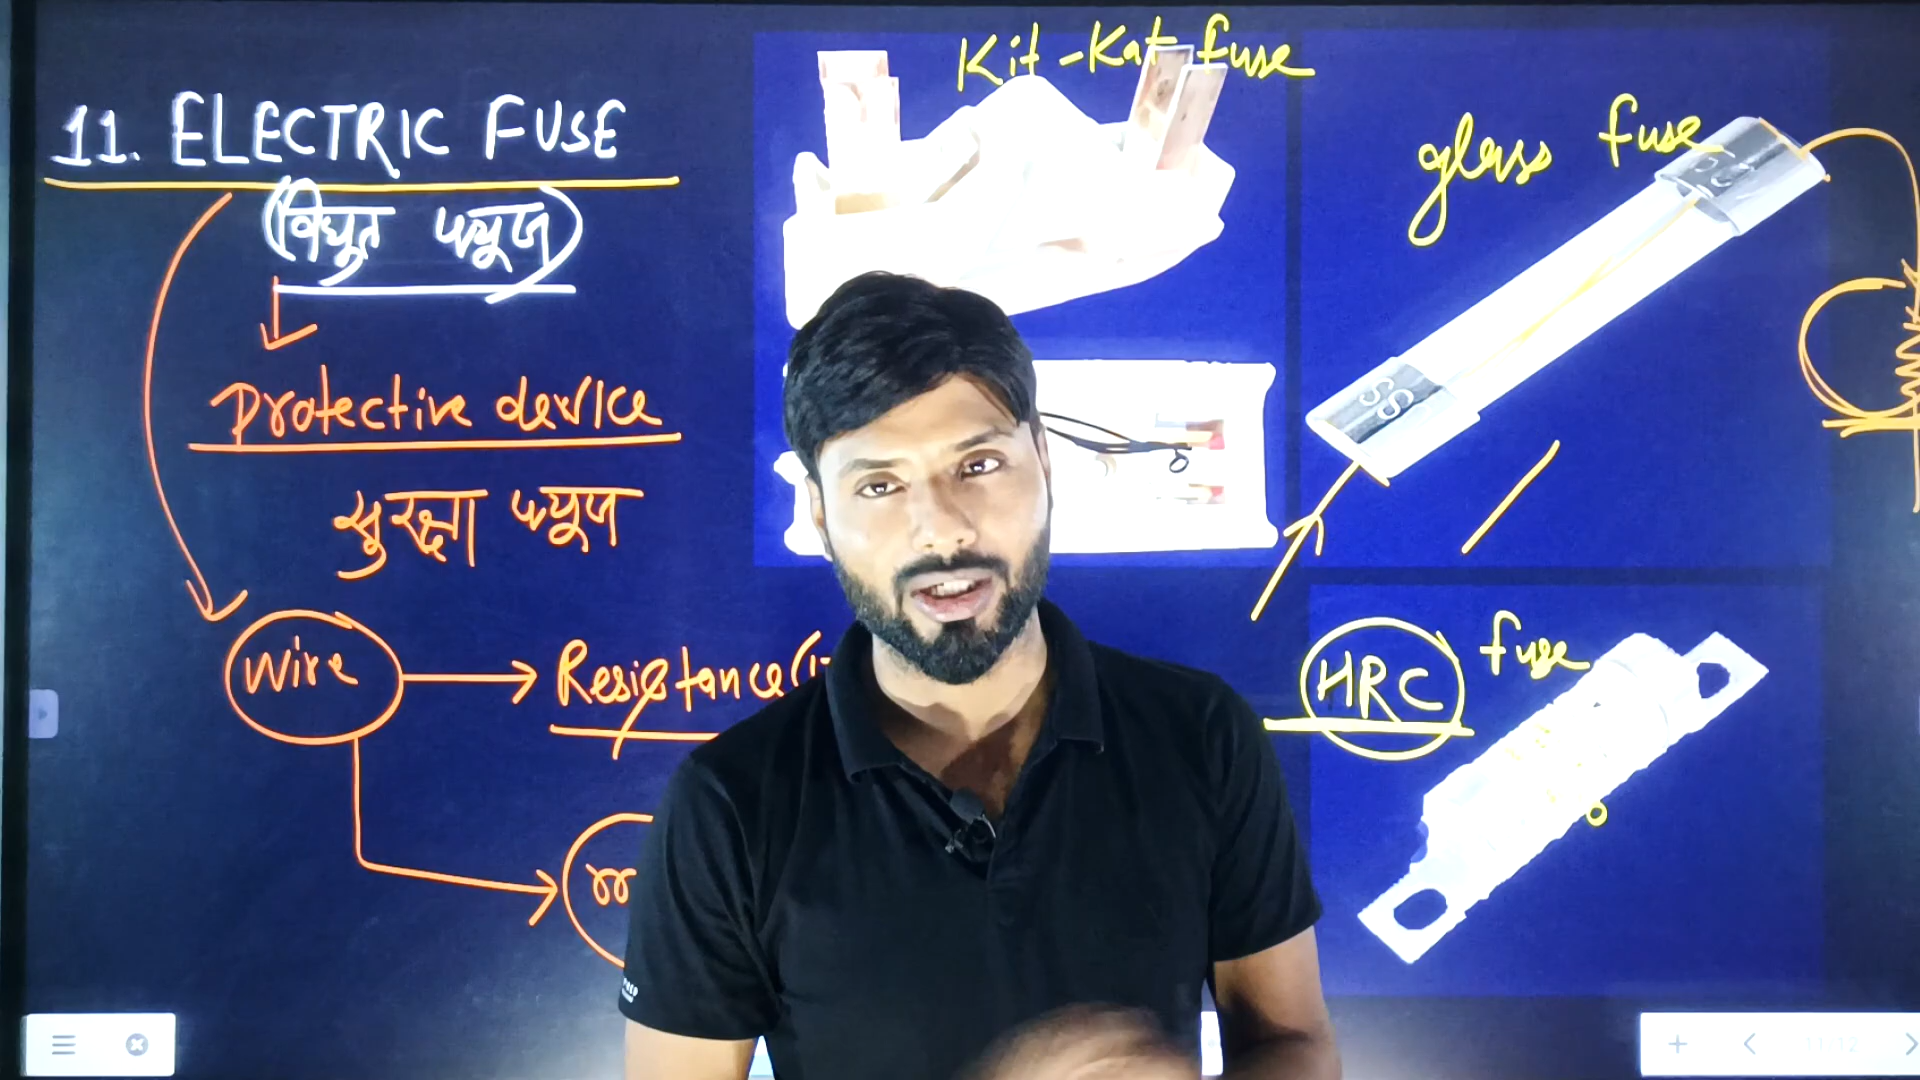 11. ELECTRIC FUSE
(विघुत फ्यूज)
Protective device
सुरक्षा फ्यूज
Wire
Resistance
Kit-Kat fuse
glass fuse
HRC fuse